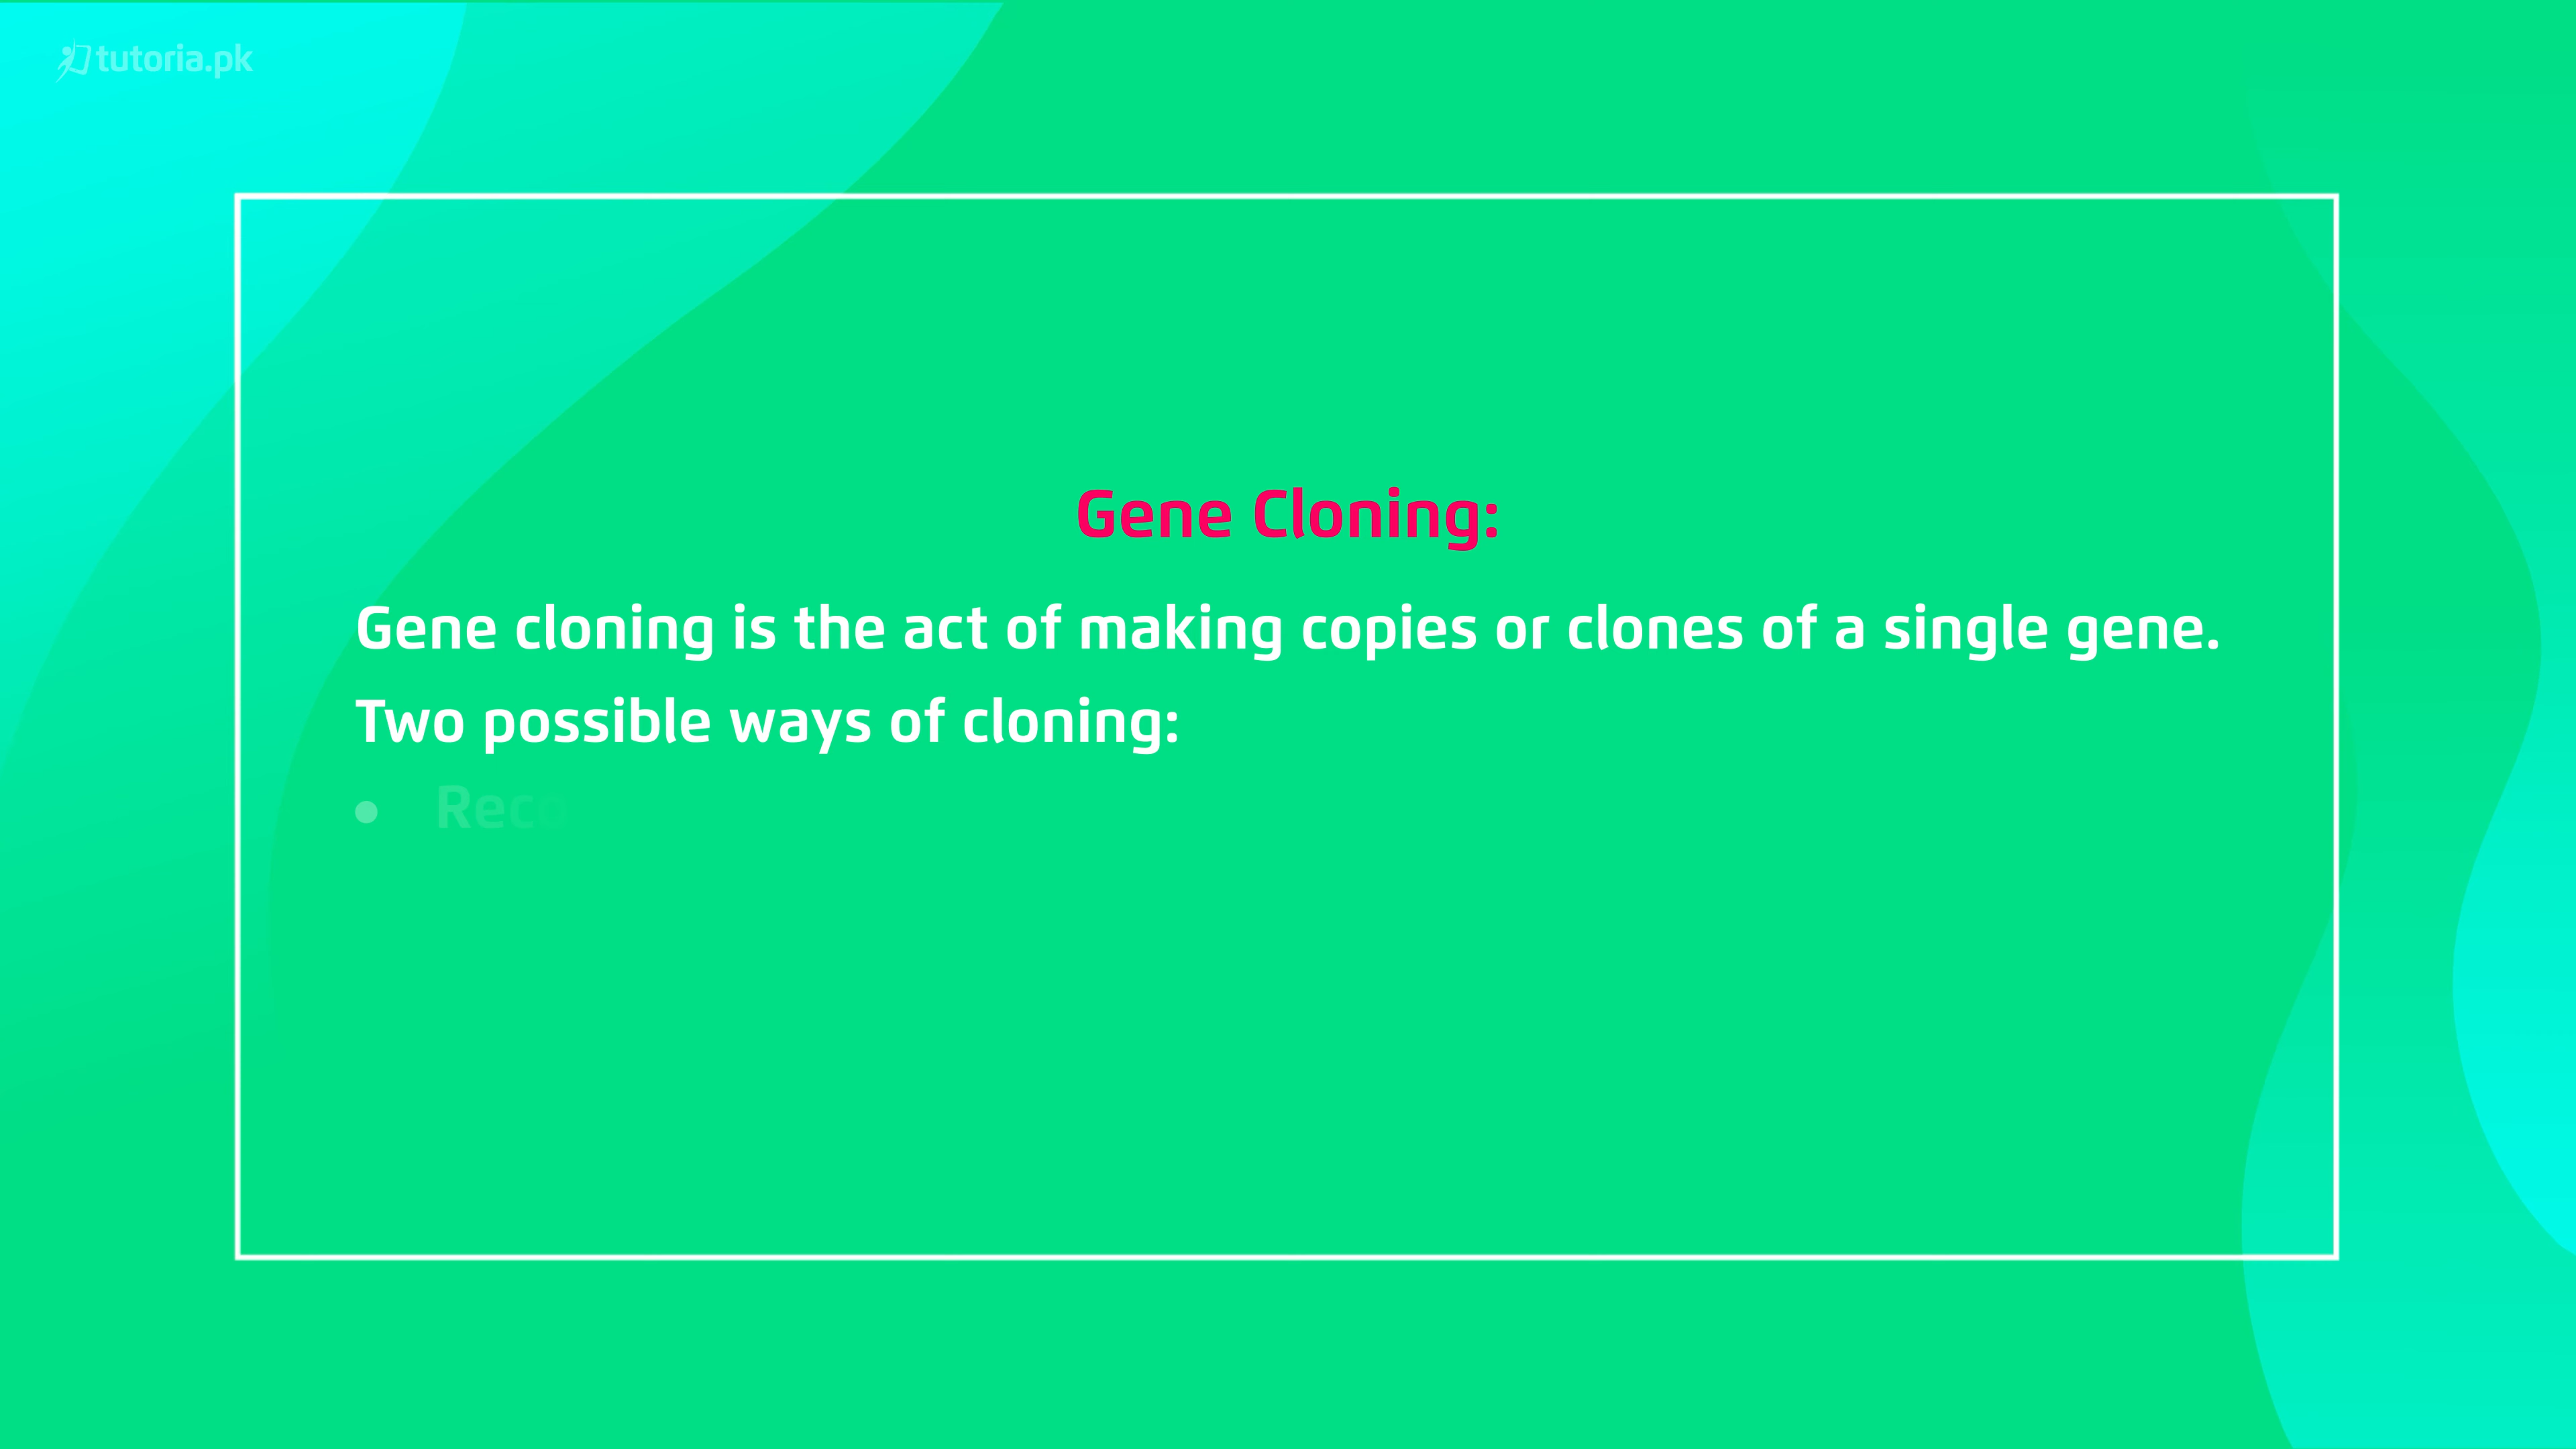 tutoria.pk
Gene Cloning:
Gene cloning is the act of making copies or clones of a single gene.
Two possible ways of cloning:
• Reco